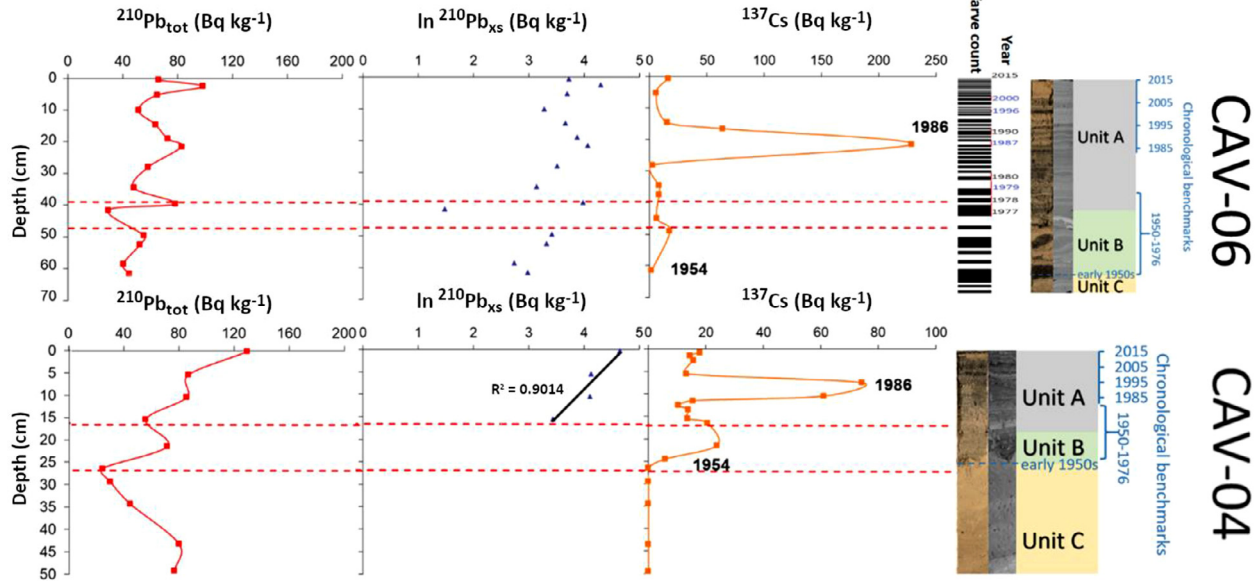 210Pbtot (Bq kg-1)
ln 210Pbxs (Bq kg-1)
137Cs (Bq kg-1)
arve count
Year
0 40 80 120 160 200
0 1 2 3 4 5
0 50 100 150 200 250
0
10
20
30
40
50
60
70
Depth (cm)
1986
1954
2015
2000
1996
1990
1987
1980
1979
1978
1977
Unit A
Unit B
Unit C
early 1950s
2015
2005
1995
1985
1950-1976
Chronological benchmarks
CAV-06
210Pbtot (Bq kg-1)
ln 210Pbxs (Bq kg-1)
137Cs (Bq kg-1)
0 40 80 120 160 200
0 1 2 3 4 5
0 20 40 60 80 100
0
5
10
15
20
25
30
35
40
45
50
Depth (cm)
R² = 0.9014
1986
1954
Unit A
Unit B
early 1950s
Unit C
2015
2005
1995
1985
1950-1976
Chronological benchmarks
CAV-04